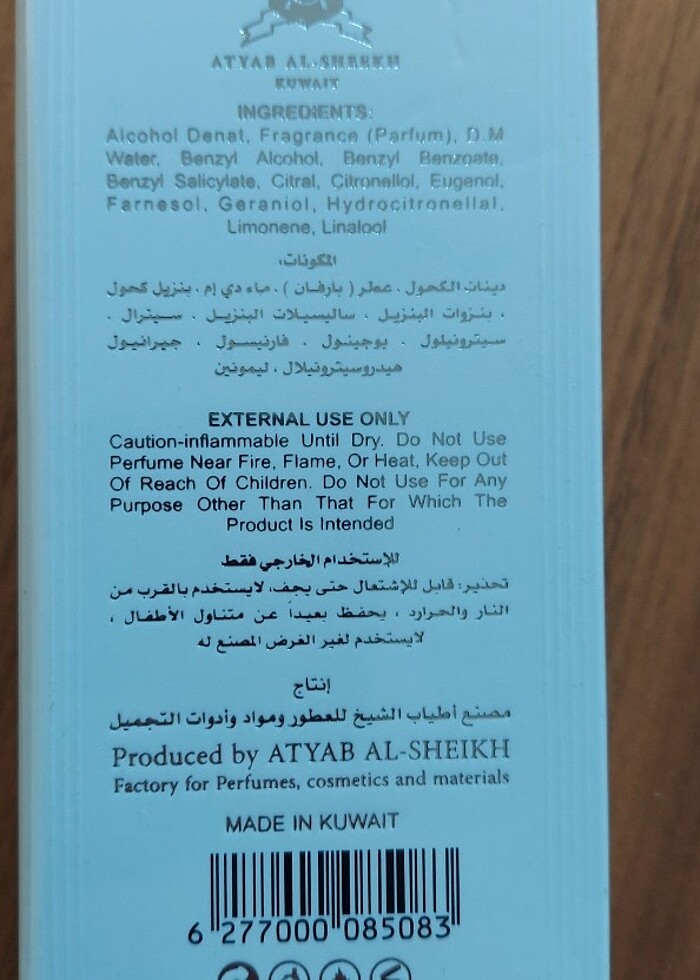 ATYAB AL-SHEIKH
KUWAIT
INGREDIENTS:
Alcohol Denat, Fragrance (Parfum), D.M
Water, Benzyl Alcohol, Benzyl Benzoate,
Benzyl Salicylate, Citral, Citronellol, Eugenol,
Farnesol, Geraniol, Hydrocitronellal,
Limonene, Linalool
المكونات،
دينات الكحول ، عطر ( بارفان ) ، ماء دي إم ، بنزيل كحول
، بنزوات البنزيل ، ساليسيلات البنزيل ، سيترال ،
سيترونيلول ، يوجينول ، فارنيسول ، جيرانيول
هيدروسيترونيلال ، ليمونين
EXTERNAL USE ONLY
Caution-inflammable Until Dry. Do Not Use
Perfume Near Fire, Flame, Or Heat, Keep Out
Of Reach Of Children. Do Not Use For Any
Purpose Other Than That For Which The
Product Is Intended
للإستخدام الخارجي فقط
تحذير: قابل للإشتعال حتى يجف، لايستخدم بالقرب من
النار والحرارد ، يحفظ بعيداً عن متناول الأطفال ،
لايستخدم لغير الغرض المصنع له
إنتاج
مصنع أطياب الشيخ للعطور ومواد وأدوات التجميل
Produced by ATYAB AL-SHEIKH
Factory for Perfumes, cosmetics and materials
MADE IN KUWAIT
6 277000 085083